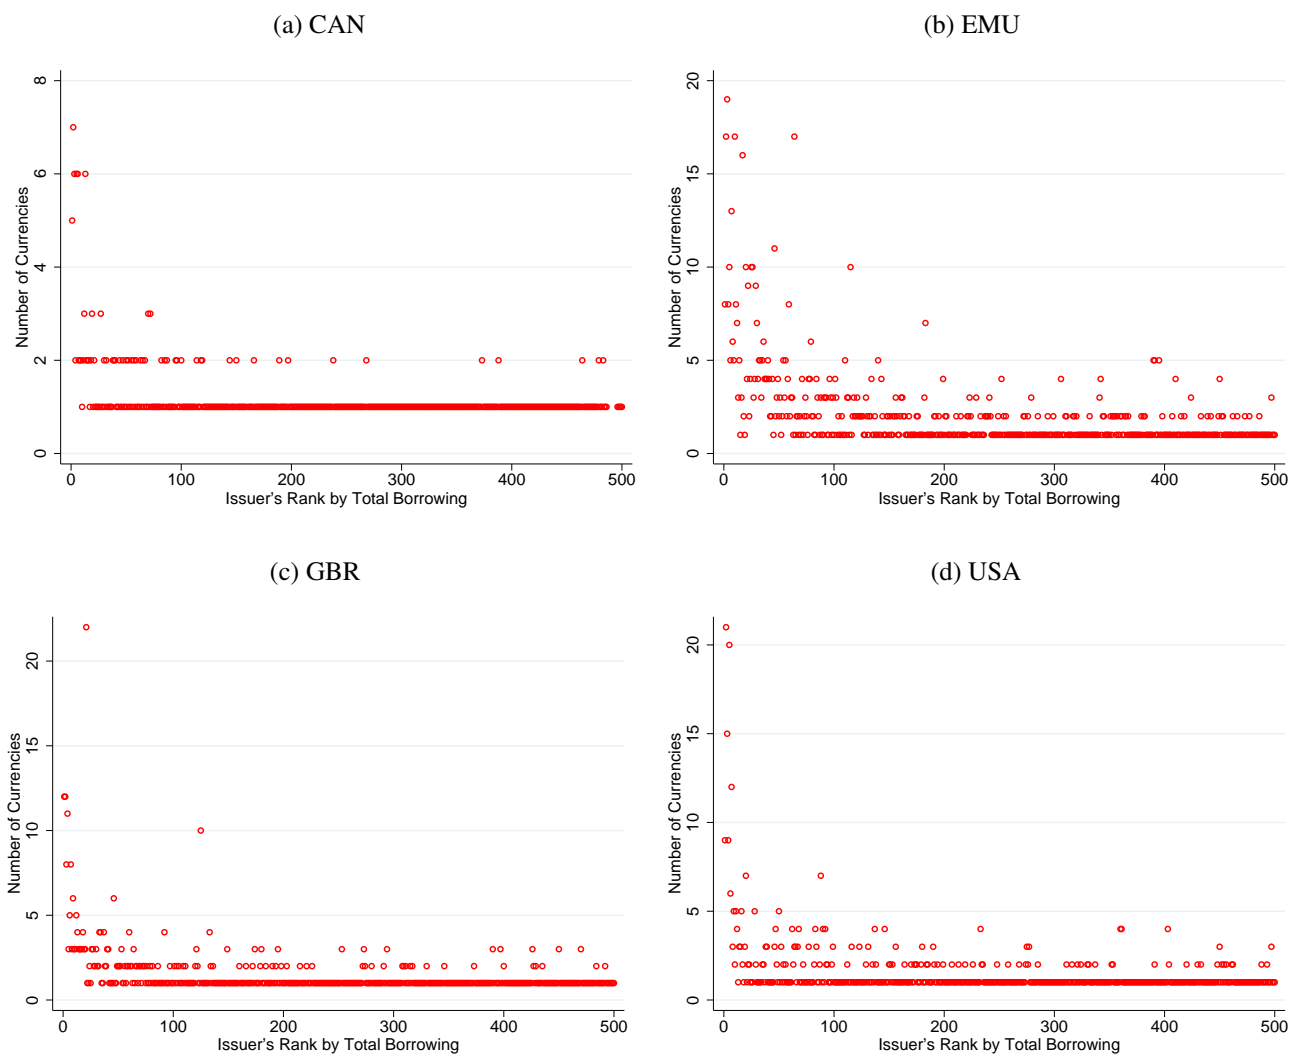 (a) CAN
8
6
4
2
0
Number of Currencies
0 100 200 300 400 500
Issuer's Rank by Total Borrowing
(b) EMU
20
15
10
5
0
Number of Currencies
0 100 200 300 400 500
Issuer's Rank by Total Borrowing
(c) GBR
20
15
10
5
0
Number of Currencies
0 100 200 300 400 500
Issuer's Rank by Total Borrowing
(d) USA
20
15
10
5
0
Number of Currencies
0 100 200 300 400 500
Issuer's Rank by Total Borrowing